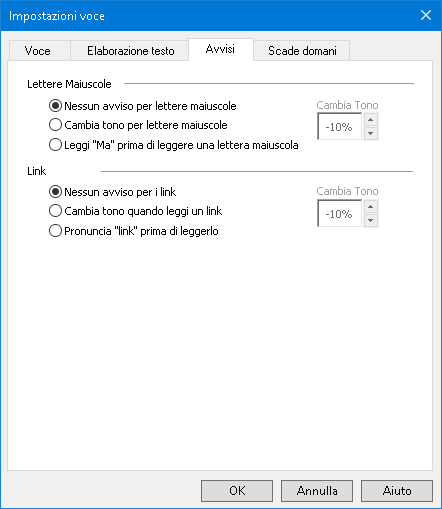 Impostazioni voce
Voce Elaborazione testo Avvisi Scade domani
Lettere Maiuscole
Nessun avviso per lettere maiuscole Cambia Tono
Cambia tono per lettere maiuscole -10%
Leggi "Ma" prima di leggere una lettera maiuscola
Link
Nessun avviso per i link Cambia Tono
Cambia tono quando leggi un link -10%
Pronuncia "link" prima di leggerlo
OK Annulla Aiuto